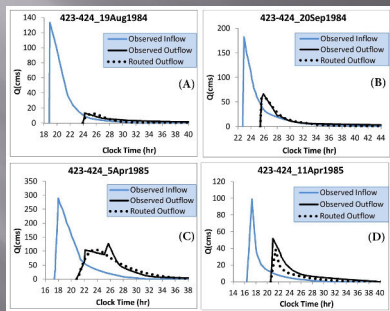 423-424_19Aug1984
Q(cms)
140
120
100
80
60
40
20
0
Observed Inflow
Observed Outflow
Routed Outflow
(A)
16 18 20 22 24 26 28 30 32 34 36 38 40
Clock Time (hr)
423-424_20Sep1984
Q(cms)
200
150
100
50
0
Observed Inflow
Observed Outflow
Routed Outflow
(B)
22 24 26 28 30 32 34 36 38 40 42 44
Clock Time (hr)
423-424_5Apr1985
Q(cms)
350
300
250
200
150
100
50
0
Observed Inflow
Observed Outflow
Routed Outflow
(C)
16 18 20 22 24 26 28 30 32 34 36 38
Clock Time (hr)
423-424_11Apr1985
Q(cms)
120
100
80
60
40
20
0
Observed Inflow
Observed Outflow
Routed Outflow
(D)
14 16 18 20 22 24 26 28 30 32 34 36 38 40
Clock Time (hr)